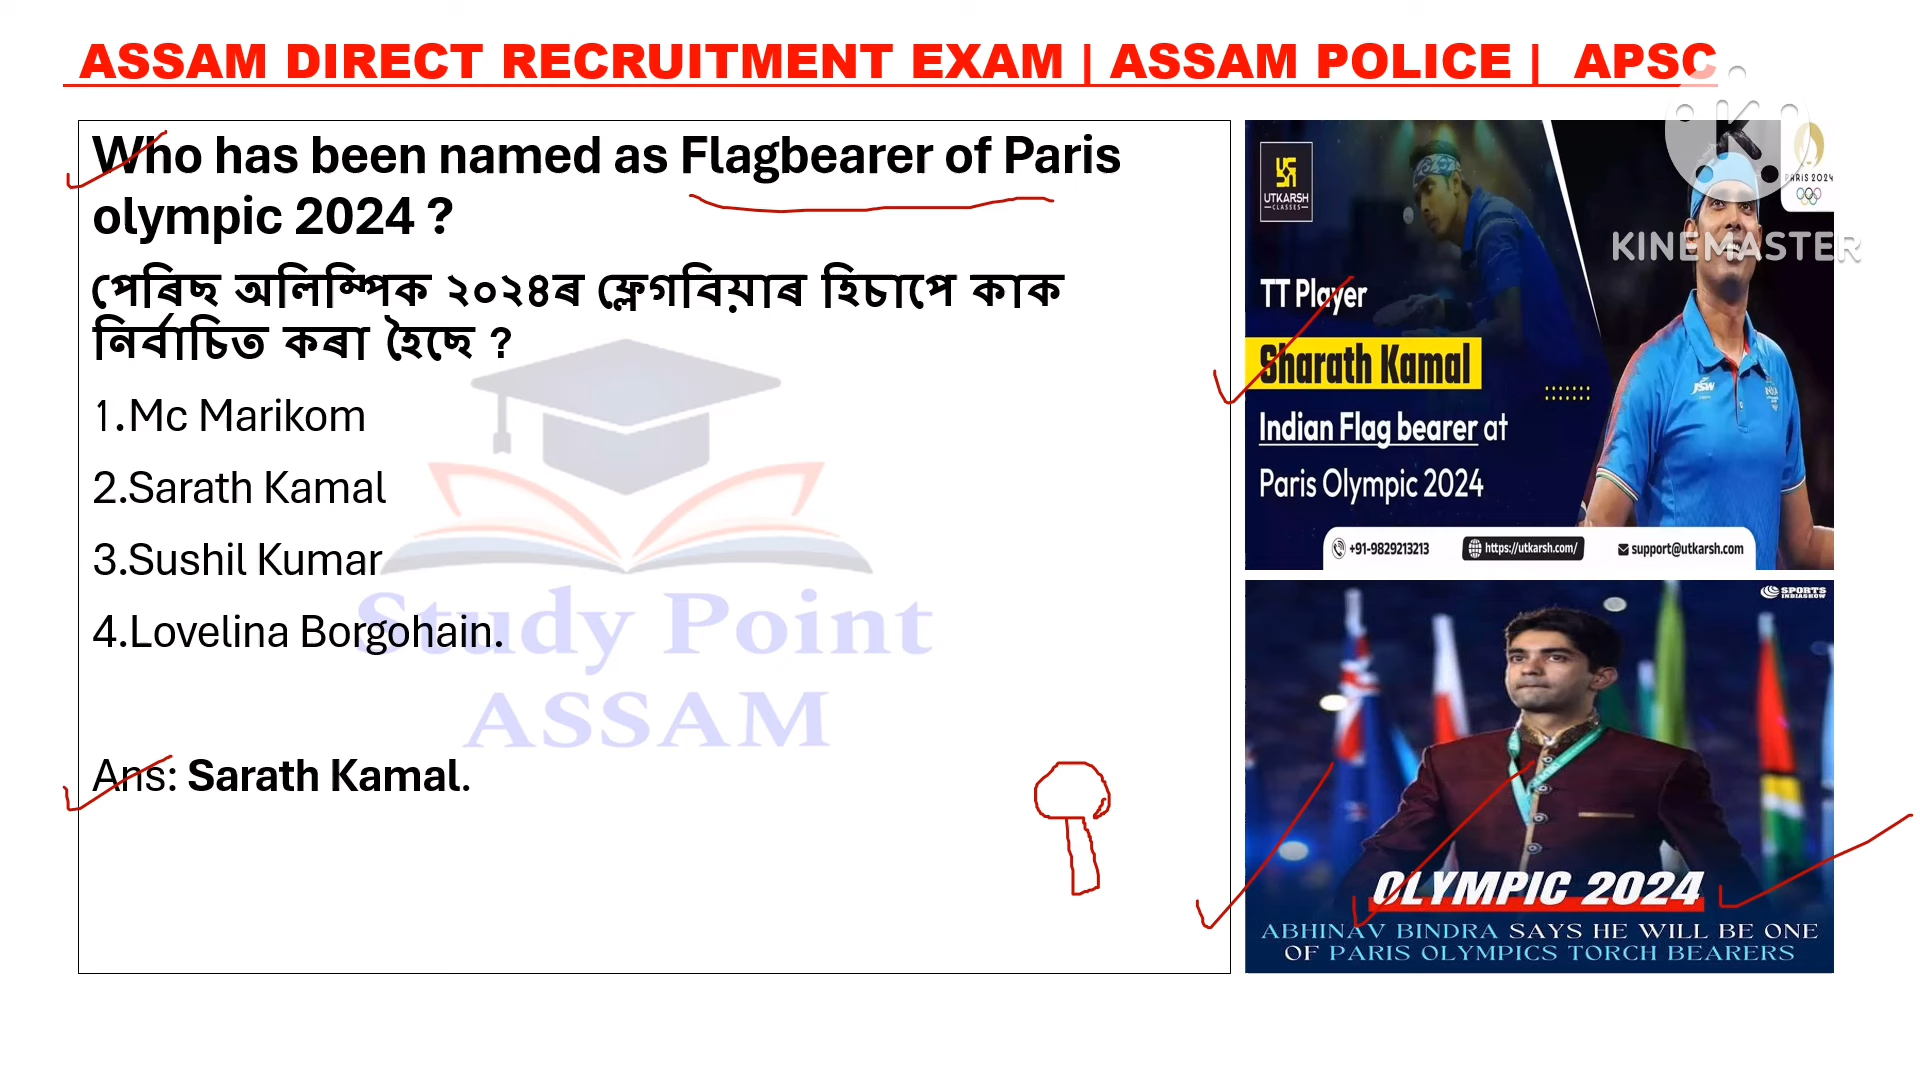 ASSAM DIRECT RECRUITMENT EXAM | ASSAM POLICE | APSC
Who has been named as Flagbearer of Paris
olympic 2024 ?
পেৰিছ অলিম্পিক ২০২৪ৰ ফ্লেগবিয়াৰ হিচাপে কাক
নিৰ্বাচিত কৰা হৈছে ?
1.Mc Marikom
2.Sarath Kamal
3.Sushil Kumar
4.Lovelina Borgohain.
Ans: Sarath Kamal.
Study Point
ASSAM
UTKARSH
CLASSES
PARIS 2024
KINEMASTER
TT Player
Sharath Kamal
Indian Flag bearer at
Paris Olympic 2024
JSW
INDIA
+91-9829213213 https://utkarsh.com/ support@utkarsh.com
SPORTS
INDIASHOW
OLYMPIC 2024
ABHINAV BINDRA SAYS HE WILL BE ONE
OF PARIS OLYMPICS TORCH BEARERS